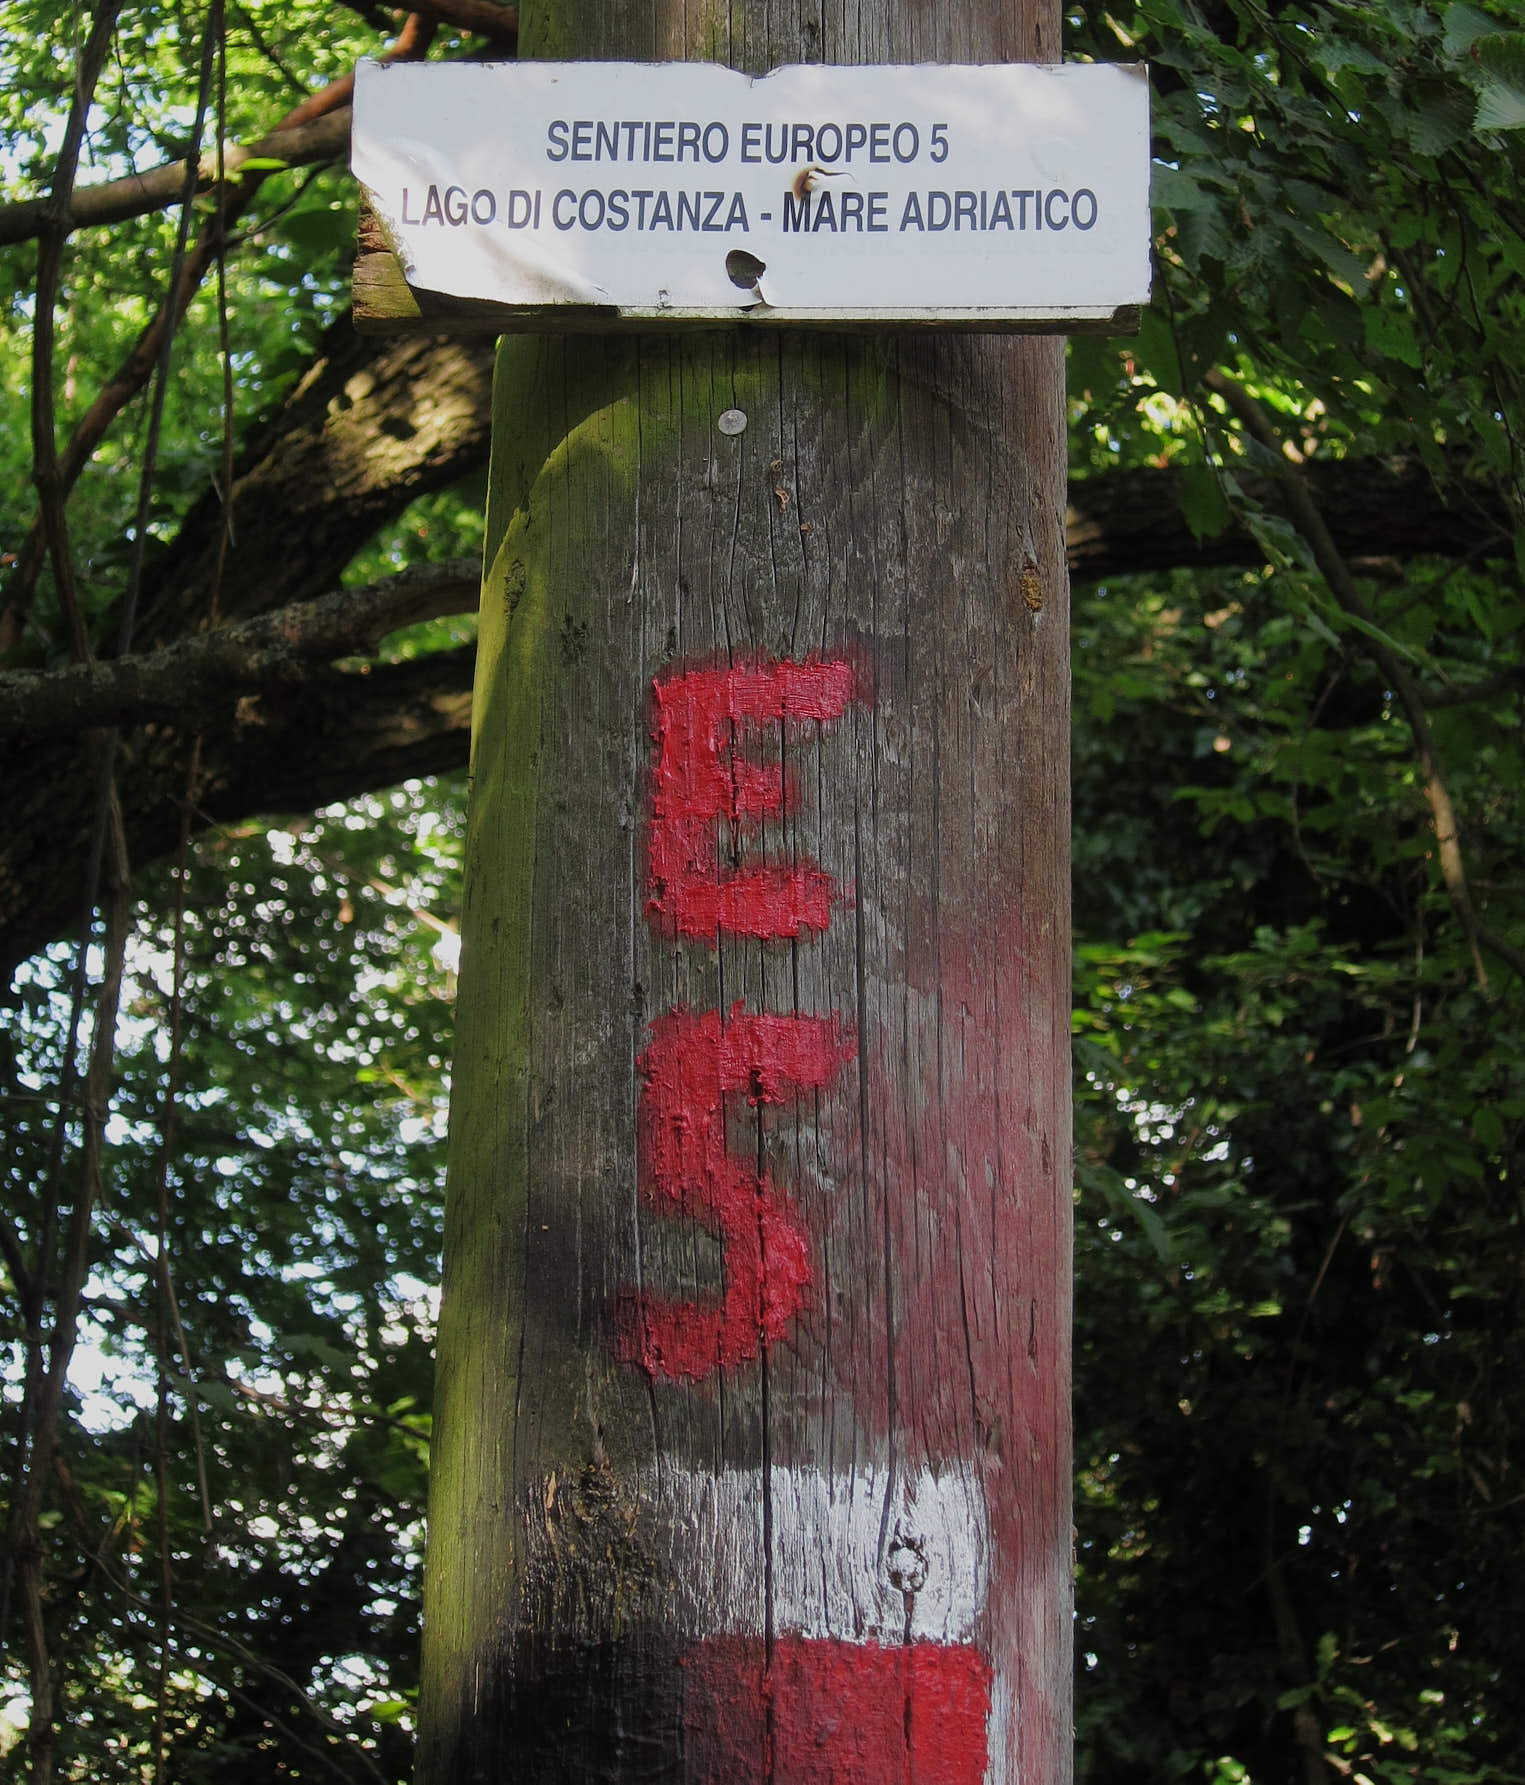 SENTIERO EUROPEO 5
LAGO DI COSTANZA - MARE ADRIATICO
E
5